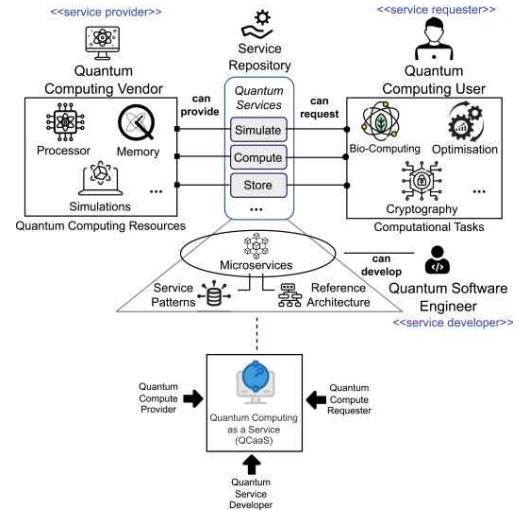 <<service provider>>
Quantum
Computing Vendor
Processor
Memory
Simulations
...
Quantum Computing Resources
can
provide
Service
Repository
Quantum
Services
Simulate
Compute
Store
...
can
request
<<service requester>>
Quantum
Computing User
Bio-Computing
Optimisation
Cryptography
...
Computational Tasks
Microservices
Service
Patterns
Reference
Architecture
can
develop
Quantum Software
Engineer
<<service developer>>
Quantum
Compute
Provider
Quantum Computing
as a Service
(QCaaS)
Quantum
Compute
Requester
Quantum
Service
Developer